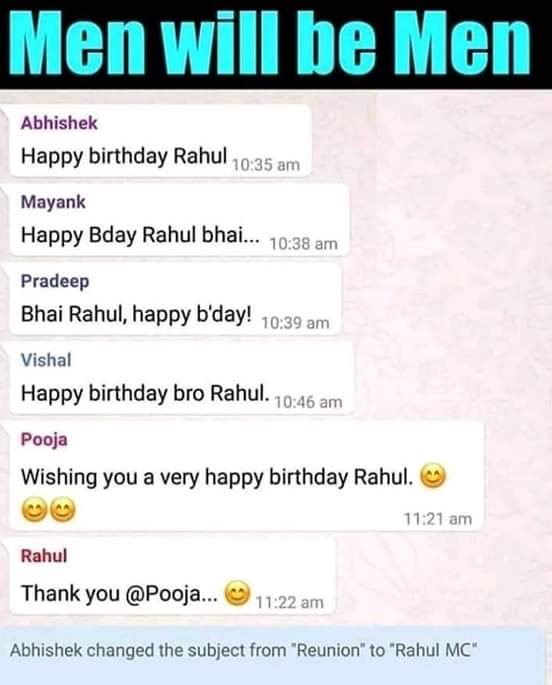 Men will be Men
Abhishek
Happy birthday Rahul 10:35 am
Mayank
Happy Bday Rahul bhai... 10:38 am
Pradeep
Bhai Rahul, happy b'day! 10:39 am
Vishal
Happy birthday bro Rahul. 10:46 am
Pooja
Wishing you a very happy birthday Rahul. 😊
😊😊
11:21 am
Rahul
Thank you @Pooja... 😊 11:22 am
Abhishek changed the subject from "Reunion" to "Rahul MC"